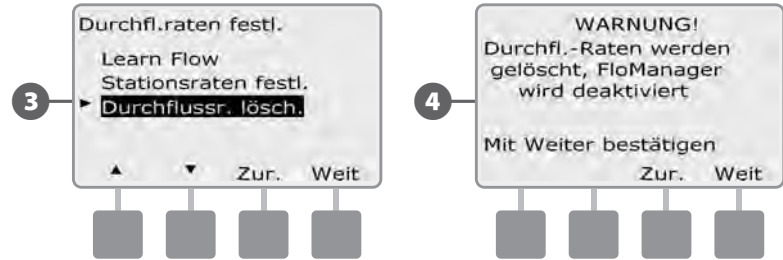 Durchfl.raten festl.
Learn Flow
Stationsraten festl.
3
► Durchflussr. lösch.
▲ ▼ Zur. Weit
WARNUNG!
Durchfl.-Raten werden
gelöscht, FloManager
wird deaktiviert
4
Mit Weiter bestätigen
Zur. Weit